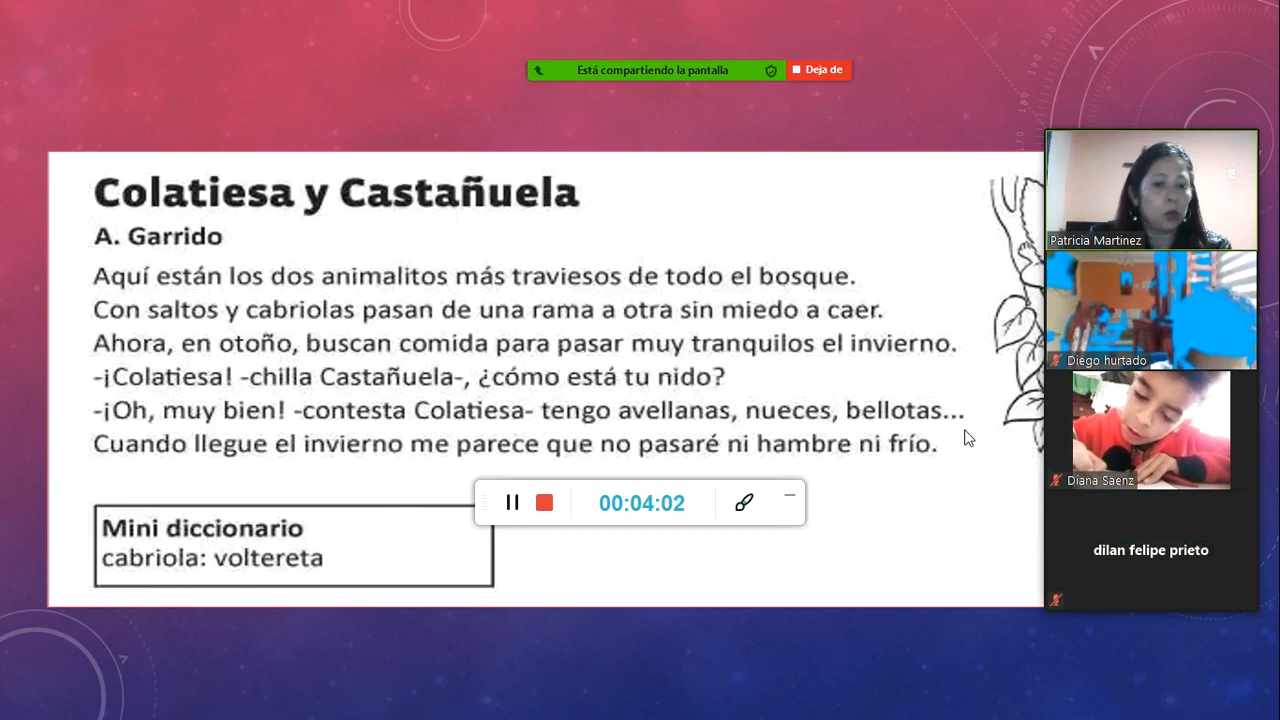 Está compartiendo la pantalla
Deja de
Colatiesa y Castañuela
A. Garrido
Aquí están los dos animalitos más traviesos de todo el bosque.
Con saltos y cabriolas pasan de una rama a otra sin miedo a caer.
Ahora, en otoño, buscan comida para pasar muy tranquilos el invierno.
-¡Colatiesa! -chilla Castañuela-, ¿cómo está tu nido?
-¡Oh, muy bien! -contesta Colatiesa- tengo avellanas, nueces, bellotas...
Cuando llegue el invierno me parece que no pasaré ni hambre ni frío.
00:04:02
Mini diccionario
cabriola: voltereta
Patricia Martinez
Diego hurtado
Diana Saenz
dilan felipe prieto